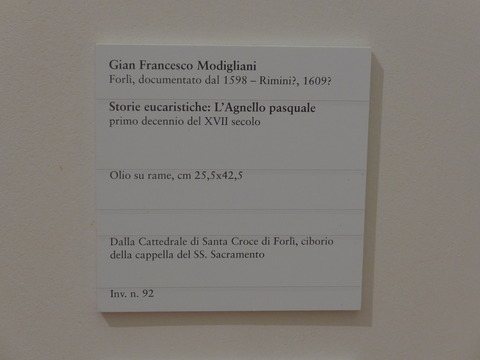 Gian Francesco Modigliani
Forlì, documentato dal 1598 – Rimini?, 1609?
Storie eucaristiche: L'Agnello pasquale
primo decennio del XVII secolo
Olio su rame, cm 25,5x42,5
Dalla Cattedrale di Santa Croce di Forlì, ciborio
della cappella del SS. Sacramento
Inv. n. 92